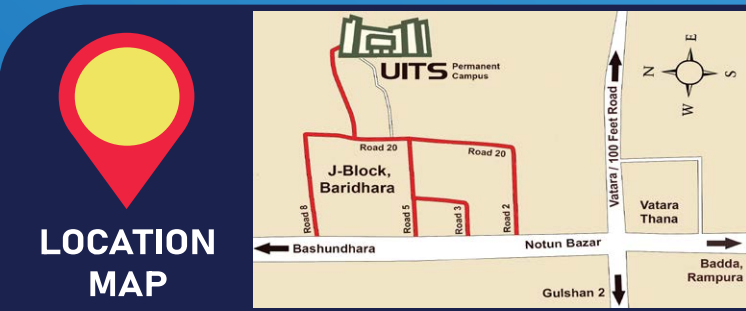 LOCATION
MAP
UITS Permanent
Campus
E
N
S
W
Road 20
Road 20
J-Block,
Baridhara
Road 8
Road 5
Road 3
Road 2
Vatara / 100 Feet Road
Vatara
Thana
Bashundhara
Notun Bazar
Badda,
Rampura
Gulshan 2